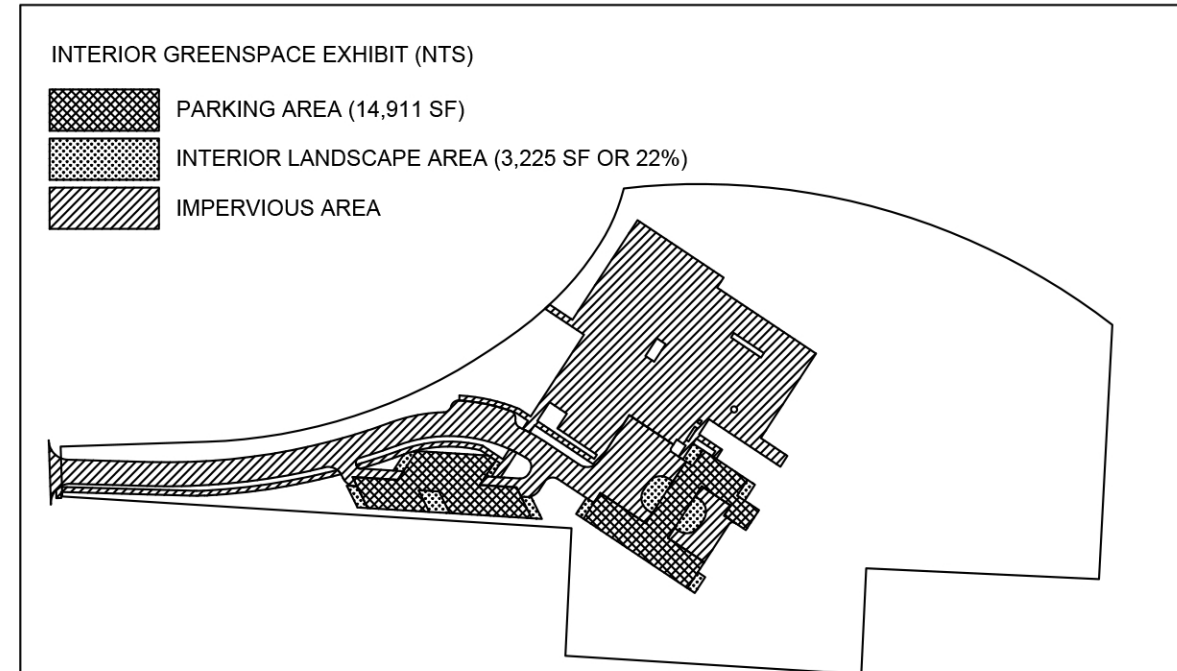 INTERIOR GREENSPACE EXHIBIT (NTS)
PARKING AREA (14,911 SF)
INTERIOR LANDSCAPE AREA (3,225 SF OR 22%)
IMPERVIOUS AREA